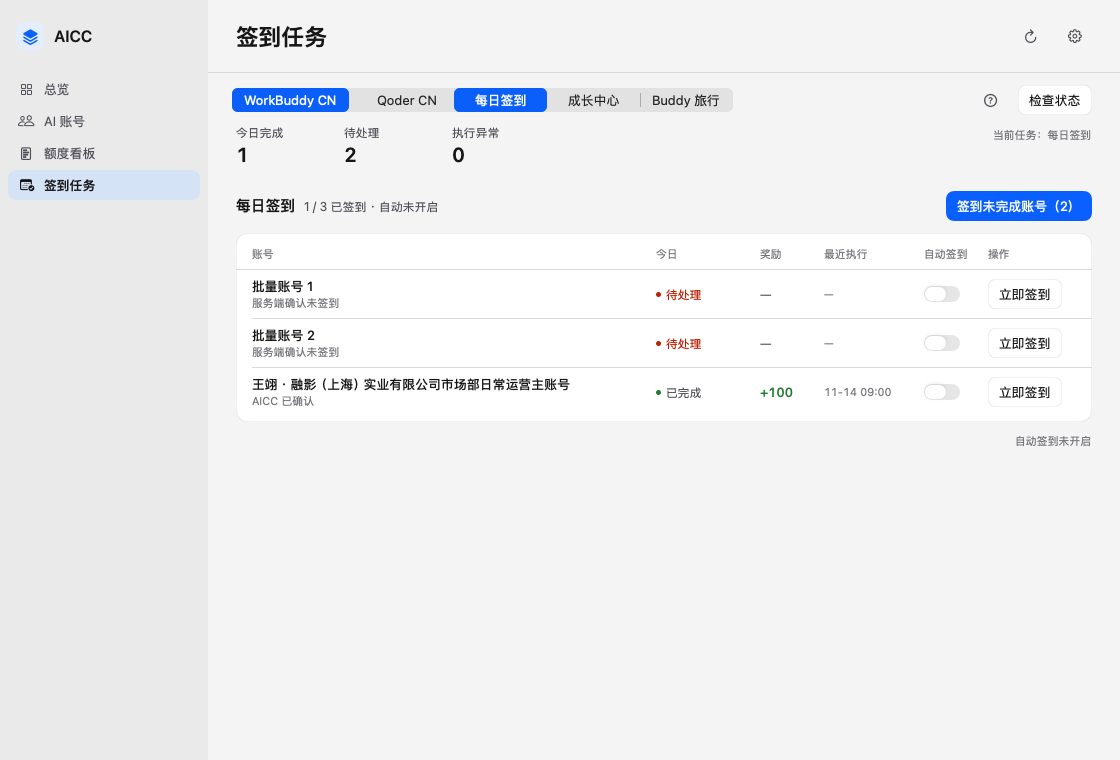 AICC
总览
AI 账号
额度看板
签到任务
签到任务
WorkBuddy CN
Qoder CN
每日签到
成长中心
Buddy 旅行
检查状态
今日完成
待处理
执行异常
当前任务：每日签到
1
2
0
每日签到 1 / 3 已签到 · 自动未开启
签到未完成账号（2）
账号 今日 奖励 最近执行 自动签到 操作
批量账号 1
服务端确认未签到
待处理 — — 立即签到
批量账号 2
服务端确认未签到
待处理 — — 立即签到
王翊 · 融影（上海）实业有限公司市场部日常运营主账号
AICC 已确认
已完成 +100 11-14 09:00 立即签到
自动签到未开启